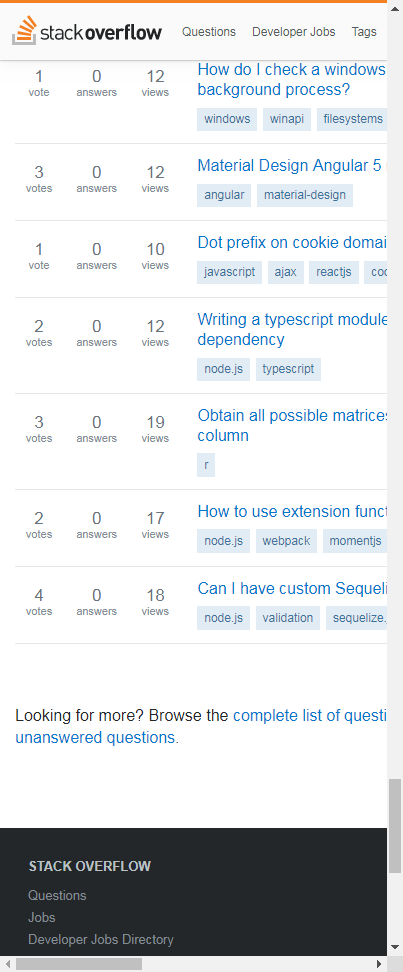 stack overflow Questions Developer Jobs Tags
1 0 12 How do I check a windows
vote answers views background process?
windows winapi filesystems
3 0 12 Material Design Angular 5
votes answers views
angular material-design
1 0 10 Dot prefix on cookie domai
vote answers views
javascript ajax reactjs coo
2 0 12 Writing a typescript module
votes answers views dependency
node.js typescript
3 0 19 Obtain all possible matrices
votes answers views column
r
2 0 17 How to use extension funct
votes answers views
node.js webpack momentjs
4 0 18 Can I have custom Sequeli
votes answers views
node.js validation sequelize.
Looking for more? Browse the complete list of questi
unanswered questions.
STACK OVERFLOW
Questions
Jobs
Developer Jobs Directory